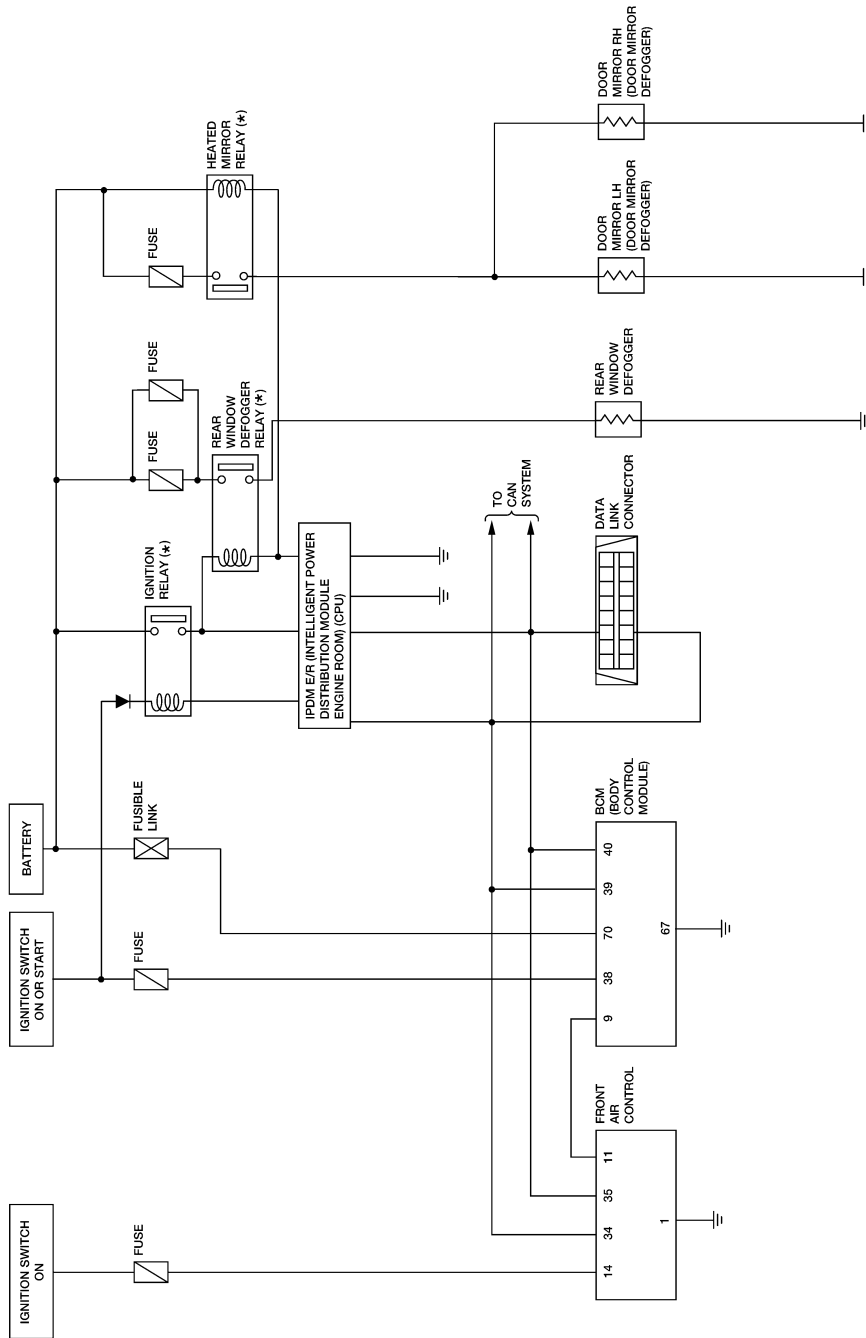 IGNITION SWITCH
ON
IGNITION SWITCH
ON OR START
BATTERY
FUSE
FUSE
FUSIBLE
LINK
IGNITION
RELAY (*)
FUSE
FUSE
REAR
WINDOW
DEFOGGER
RELAY (*)
FUSE
HEATED
MIRROR
RELAY (*)
IPDM E/R (INTELLIGENT POWER
DISTRIBUTION MODULE
ENGINE ROOM) (CPU)
TO
CAN
SYSTEM
FRONT
AIR
CONTROL
14
34
35
11
1
BCM
(BODY
CONTROL
MODULE)
9
38
70
39
40
67
DATA
LINK
CONNECTOR
REAR
WINDOW
DEFOGGER
DOOR
MIRROR LH
(DOOR MIRROR
DEFOGGER)
DOOR
MIRROR RH
(DOOR MIRROR
DEFOGGER)